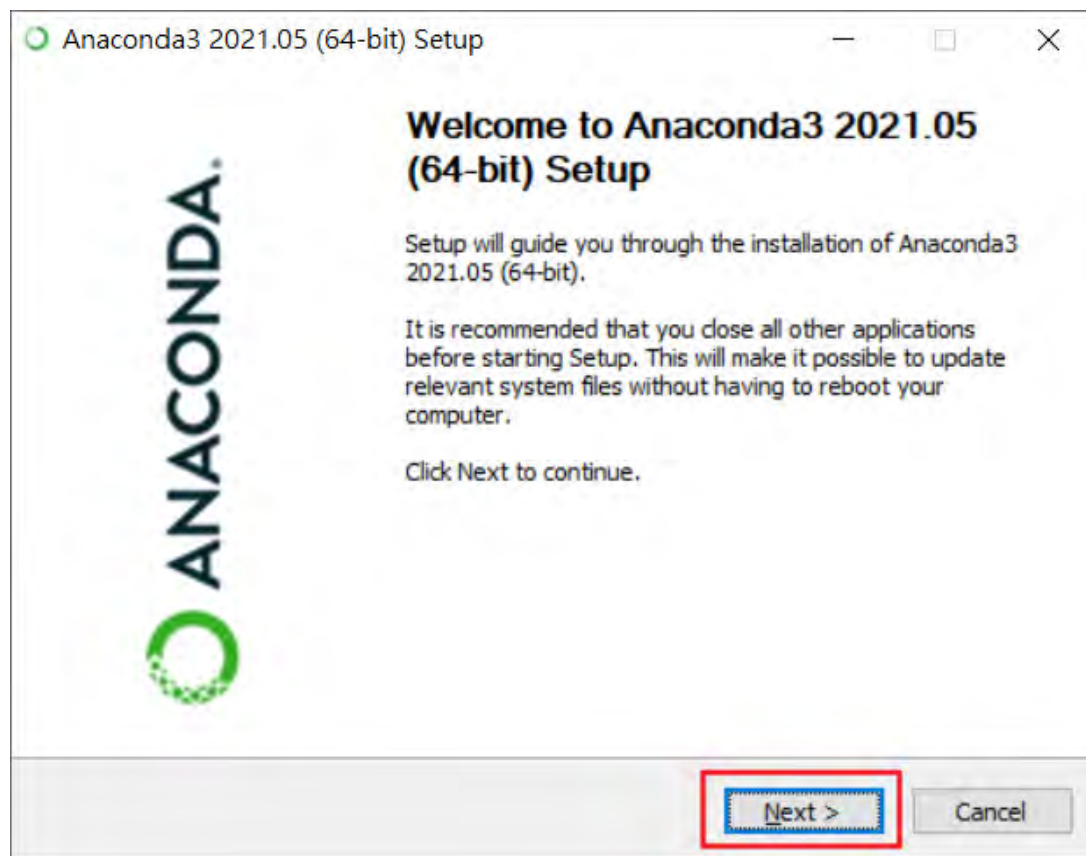 Anaconda3 2021.05 (64-bit) Setup
Welcome to Anaconda3 2021.05
(64-bit) Setup
Setup will guide you through the installation of Anaconda3
2021.05 (64-bit).
It is recommended that you close all other applications
before starting Setup. This will make it possible to update
relevant system files without having to reboot your
computer.
Click Next to continue.
ANACONDA.
Next >
Cancel